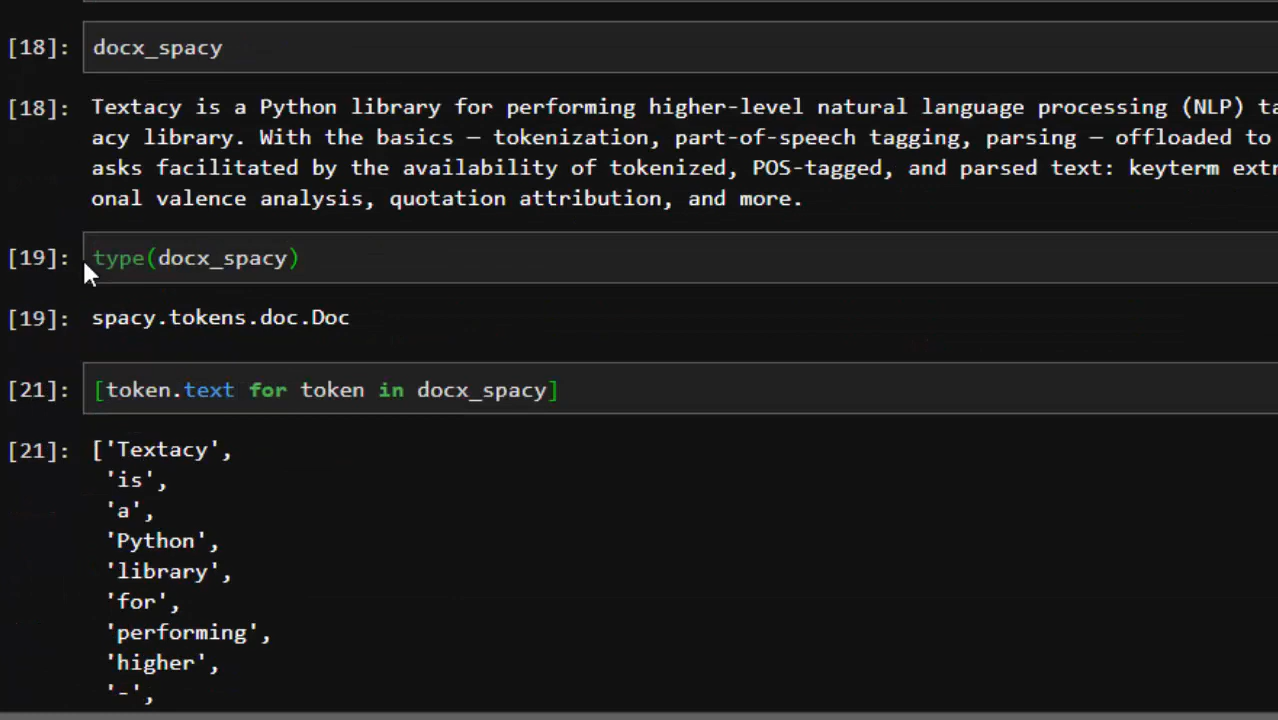 [18]: docx_spacy
[18]: Textacy is a Python library for performing higher-level natural language processing (NLP)
acy library. With the basics — tokenization, part-of-speech tagging, parsing — offloaded to
asks facilitated by the availability of tokenized, POS-tagged, and parsed text: keyterm
onal valence analysis, quotation attribution, and more.
[19]: type(docx_spacy)
[19]: spacy.tokens.doc.Doc
[21]: [token.text for token in docx_spacy]
[21]: ['Textacy',
'is',
'a',
'Python',
'library',
'for',
'performing',
'higher',
'-',